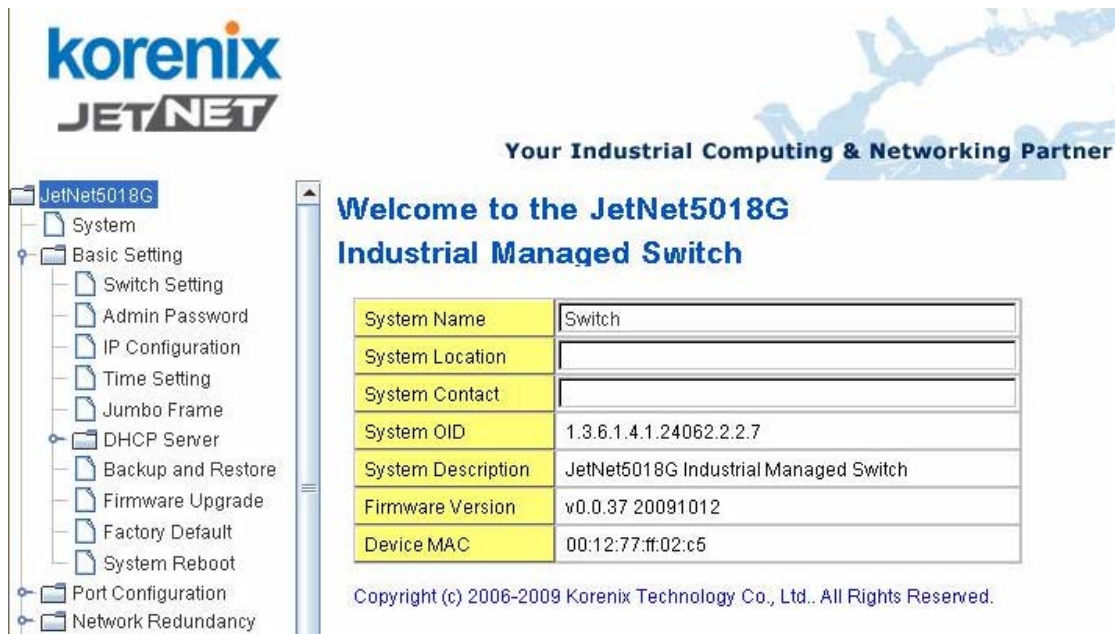 korenix
JETNET
Your Industrial Computing & Networking Partner
JetNet5018G
System
Basic Setting
Switch Setting
Admin Password
IP Configuration
Time Setting
Jumbo Frame
DHCP Server
Backup and Restore
Firmware Upgrade
Factory Default
System Reboot
Port Configuration
Network Redundancy
Welcome to the JetNet5018G
Industrial Managed Switch
System Name Switch
System Location
System Contact
System OID 1.3.6.1.4.1.24062.2.2.7
System Description JetNet5018G Industrial Managed Switch
Firmware Version v0.0.37 20091012
Device MAC 00:12:77:ff:02:c5
Copyright (c) 2006-2009 Korenix Technology Co., Ltd.. All Rights Reserved.